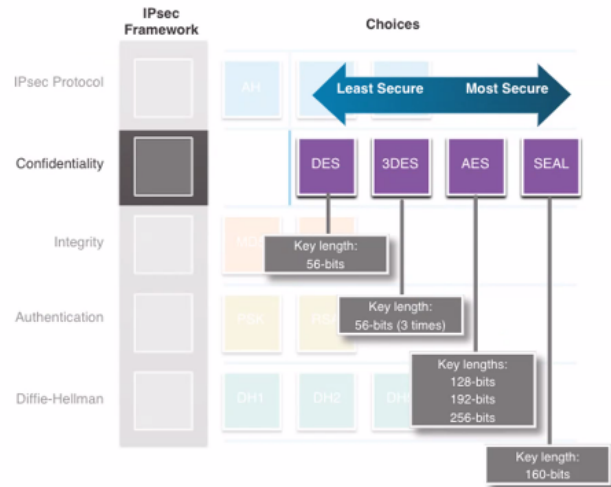 IPsec
Framework
Choices
IPsec Protocol
AH
Least Secure
Most Secure
Confidentiality
DES
3DES
AES
SEAL
Integrity
Key length:
56-bits
Authentication
PSK
Key length:
56-bits (3 times)
Diffie-Hellman
DH1
DH2
Key lengths:
128-bits
192-bits
256-bits
Key length:
160-bits